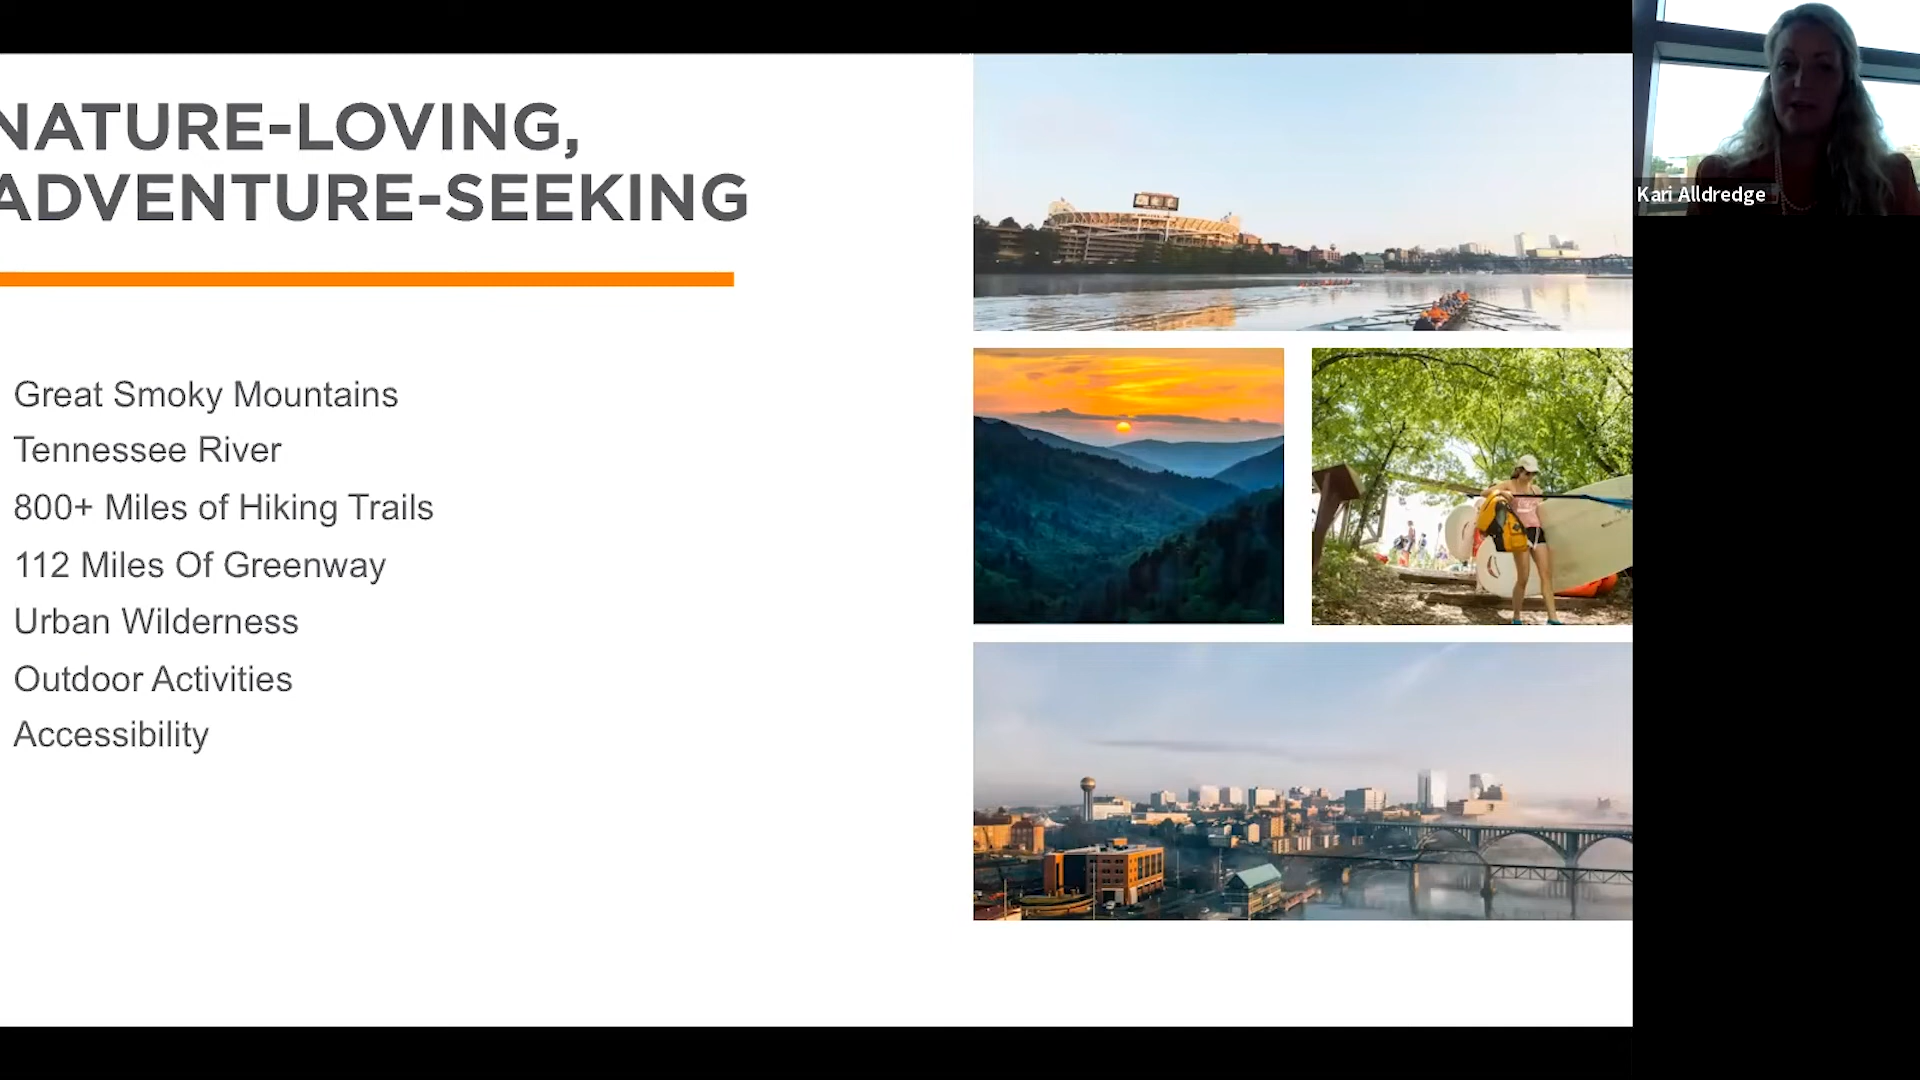 NATURE-LOVING,
ADVENTURE-SEEKING
Great Smoky Mountains
Tennessee River
800+ Miles of Hiking Trails
112 Miles Of Greenway
Urban Wilderness
Outdoor Activities
Accessibility
Kari Alldredge